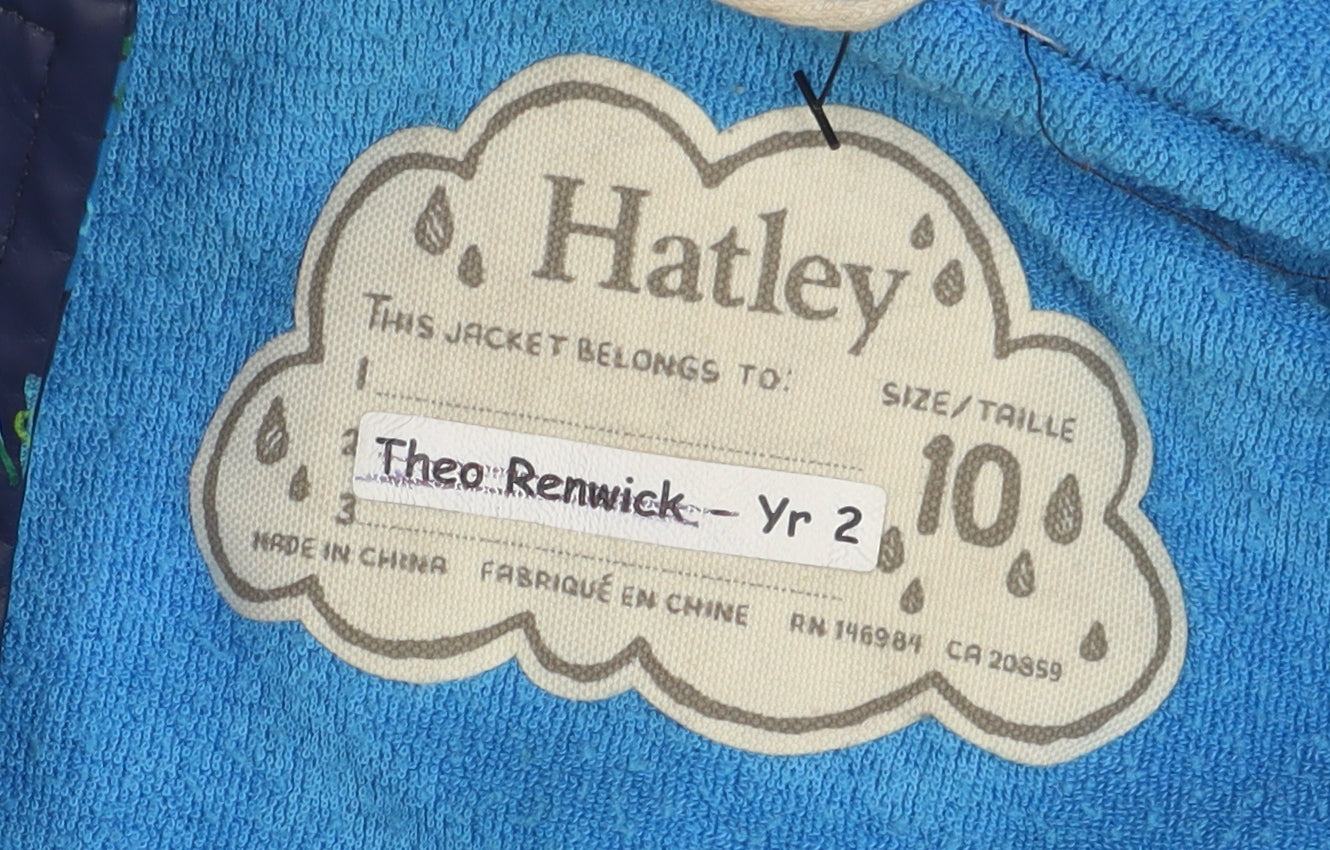 Hatley
THIS JACKET BELONGS TO:
SIZE/TAILLE
1
10
2
Theo Renwick - Yr 2
3
MADE IN CHINA FABRIQUÉ EN CHINE RN 146984 CA 20859